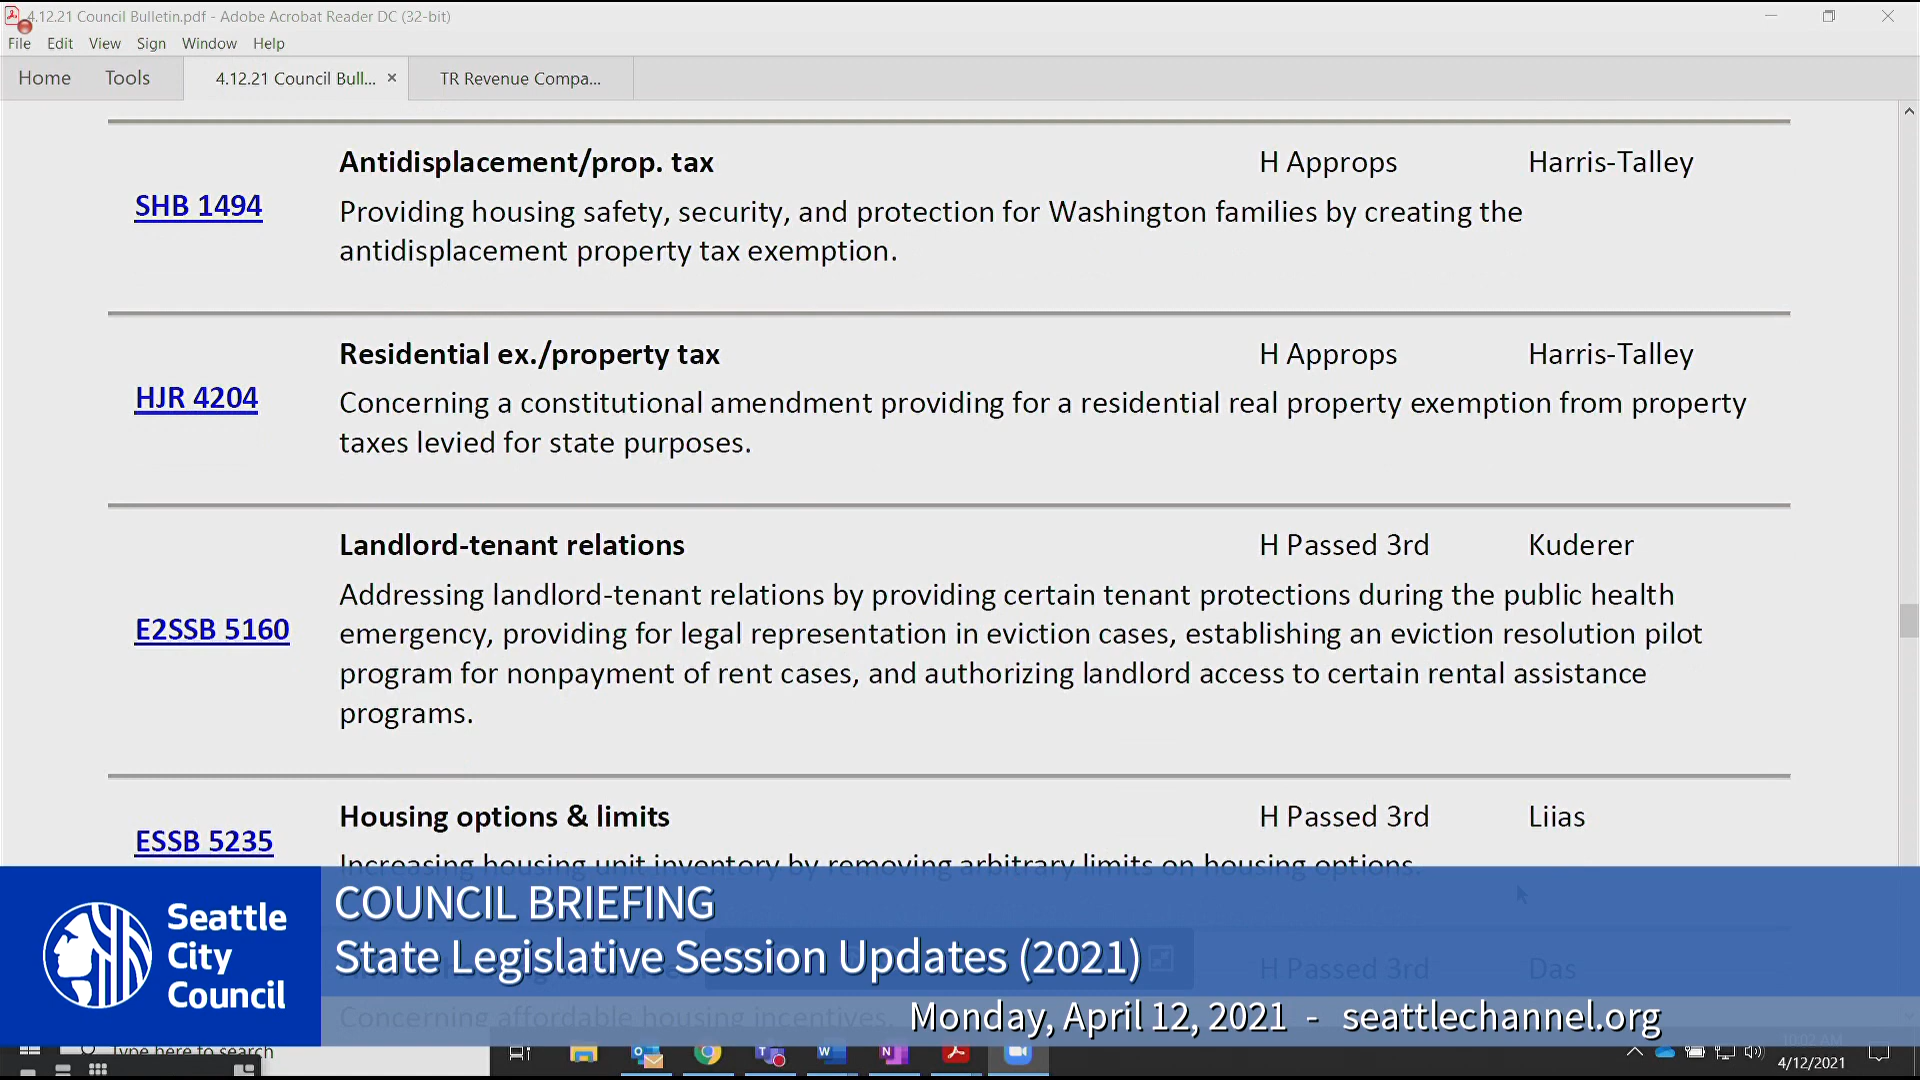 4.12.21 Council Bulletin.pdf - Adobe Acrobat Reader DC (32-bit)
File Edit View Sign Window Help
Home Tools 4.12.21 Council Bull... × TR Revenue Compa...
Antidisplacement/prop. tax H Approps Harris-Talley
SHB 1494
Providing housing safety, security, and protection for Washington families by creating the
antidisplacement property tax exemption.
Residential ex./property tax H Approps Harris-Talley
HJR 4204
Concerning a constitutional amendment providing for a residential real property exemption from property
taxes levied for state purposes.
Landlord-tenant relations H Passed 3rd Kuderer
Addressing landlord-tenant relations by providing certain tenant protections during the public health
E2SSB 5160
emergency, providing for legal representation in eviction cases, establishing an eviction resolution pilot
program for nonpayment of rent cases, and authorizing landlord access to certain rental assistance
programs.
Housing options & limits H Passed 3rd Liias
ESSB 5235
Increasing housing unit inventory by removing arbitrary limits on housing options.
COUNCIL BRIEFING
State Legislative Session Updates (2021)
H Passed 3rd Das
Seattle
City
Council
Concerning affordable housing incentives.
Monday, April 12, 2021 - seattlechannel.org
Type here to search
10:02 AM
4/12/2021